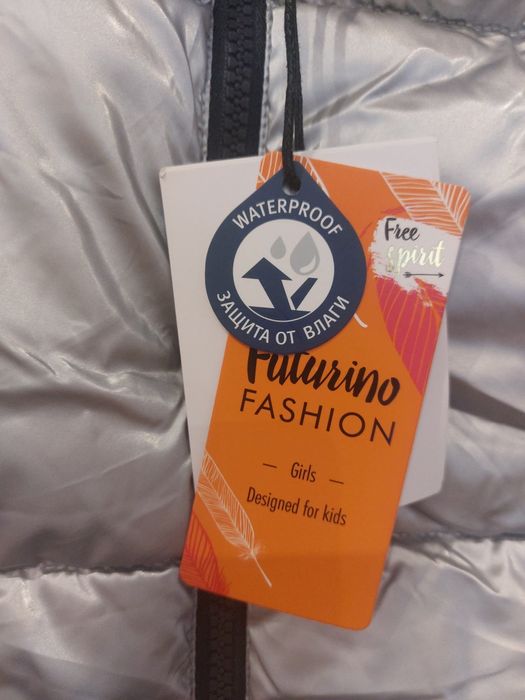 WATERPROOF
ЗАЩИТА ОТ ВЛАГИ
Free
spirit
Futurino
FASHION
— Girls —
Designed for kids